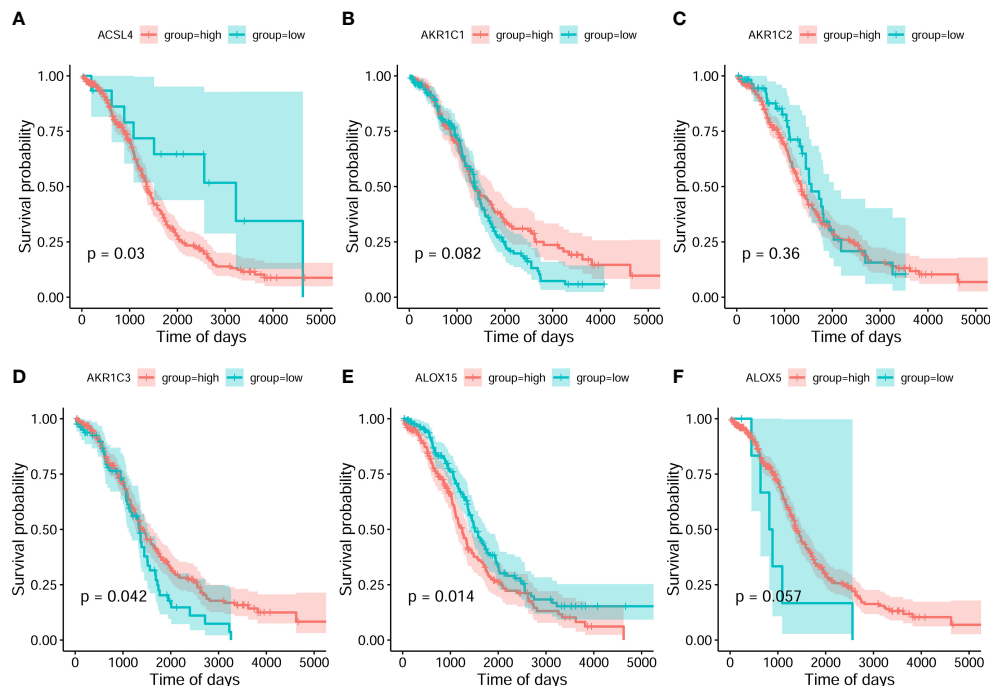 A
ACSL4 group=high group=low
Survival probability
1.00
0.75
0.50
0.25
0.00
p = 0.03
0 1000 2000 3000 4000 5000
Time of days
B
AKR1C1 group=high group=low
Survival probability
1.00
0.75
0.50
0.25
0.00
p = 0.082
0 1000 2000 3000 4000 5000
Time of days
C
AKR1C2 group=high group=low
Survival probability
1.00
0.75
0.50
0.25
0.00
p = 0.36
0 1000 2000 3000 4000 5000
Time of days
D
AKR1C3 group=high group=low
Survival probability
1.00
0.75
0.50
0.25
0.00
p = 0.042
0 1000 2000 3000 4000 5000
Time of days
E
ALOX15 group=high group=low
Survival probability
1.00
0.75
0.50
0.25
0.00
p = 0.014
0 1000 2000 3000 4000 5000
Time of days
F
ALOX5 group=high group=low
Survival probability
1.00
0.75
0.50
0.25
0.00
p = 0.057
0 1000 2000 3000 4000 5000
Time of days